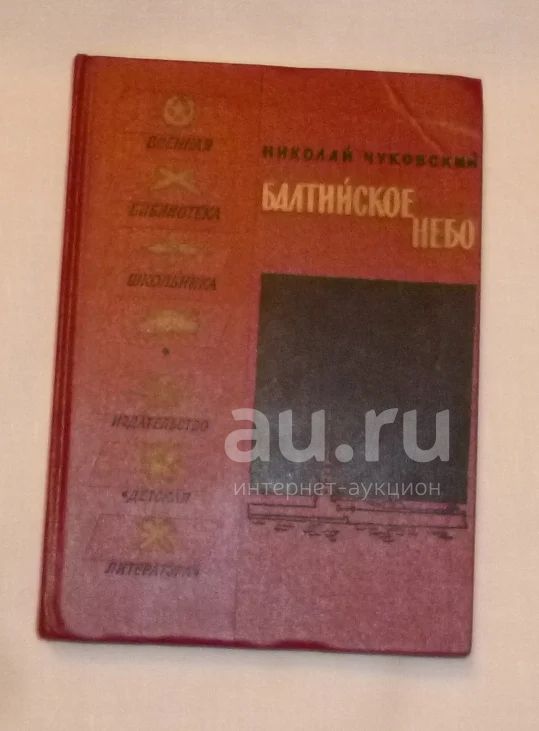 ВОЕННАЯ
БИБЛИОТЕКА
ШКОЛЬНИКА
ИЗДАТЕЛЬСТВО
«ДЕТСКАЯ
ЛИТЕРАТУРА»
НИКОЛАЙ ЧУКОВСКИЙ
БАЛТИЙСКОЕ
НЕБО
au.ru
интернет-аукцион